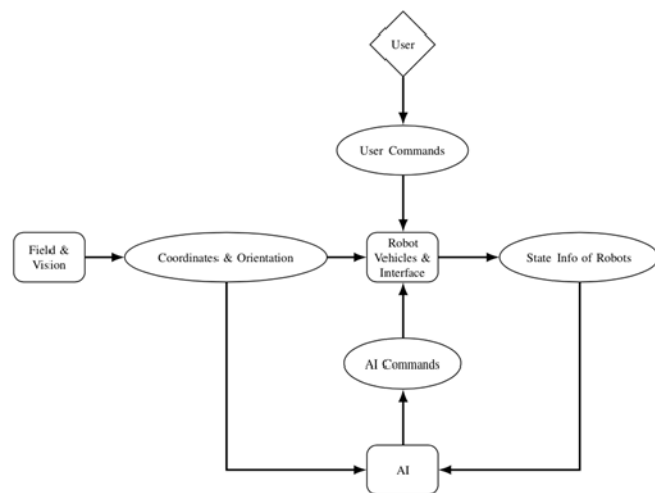 User
User Commands
Field &
Vision
Coordinates & Orientation
Robot
Vehicles &
Interface
State Info of Robots
AI Commands
AI